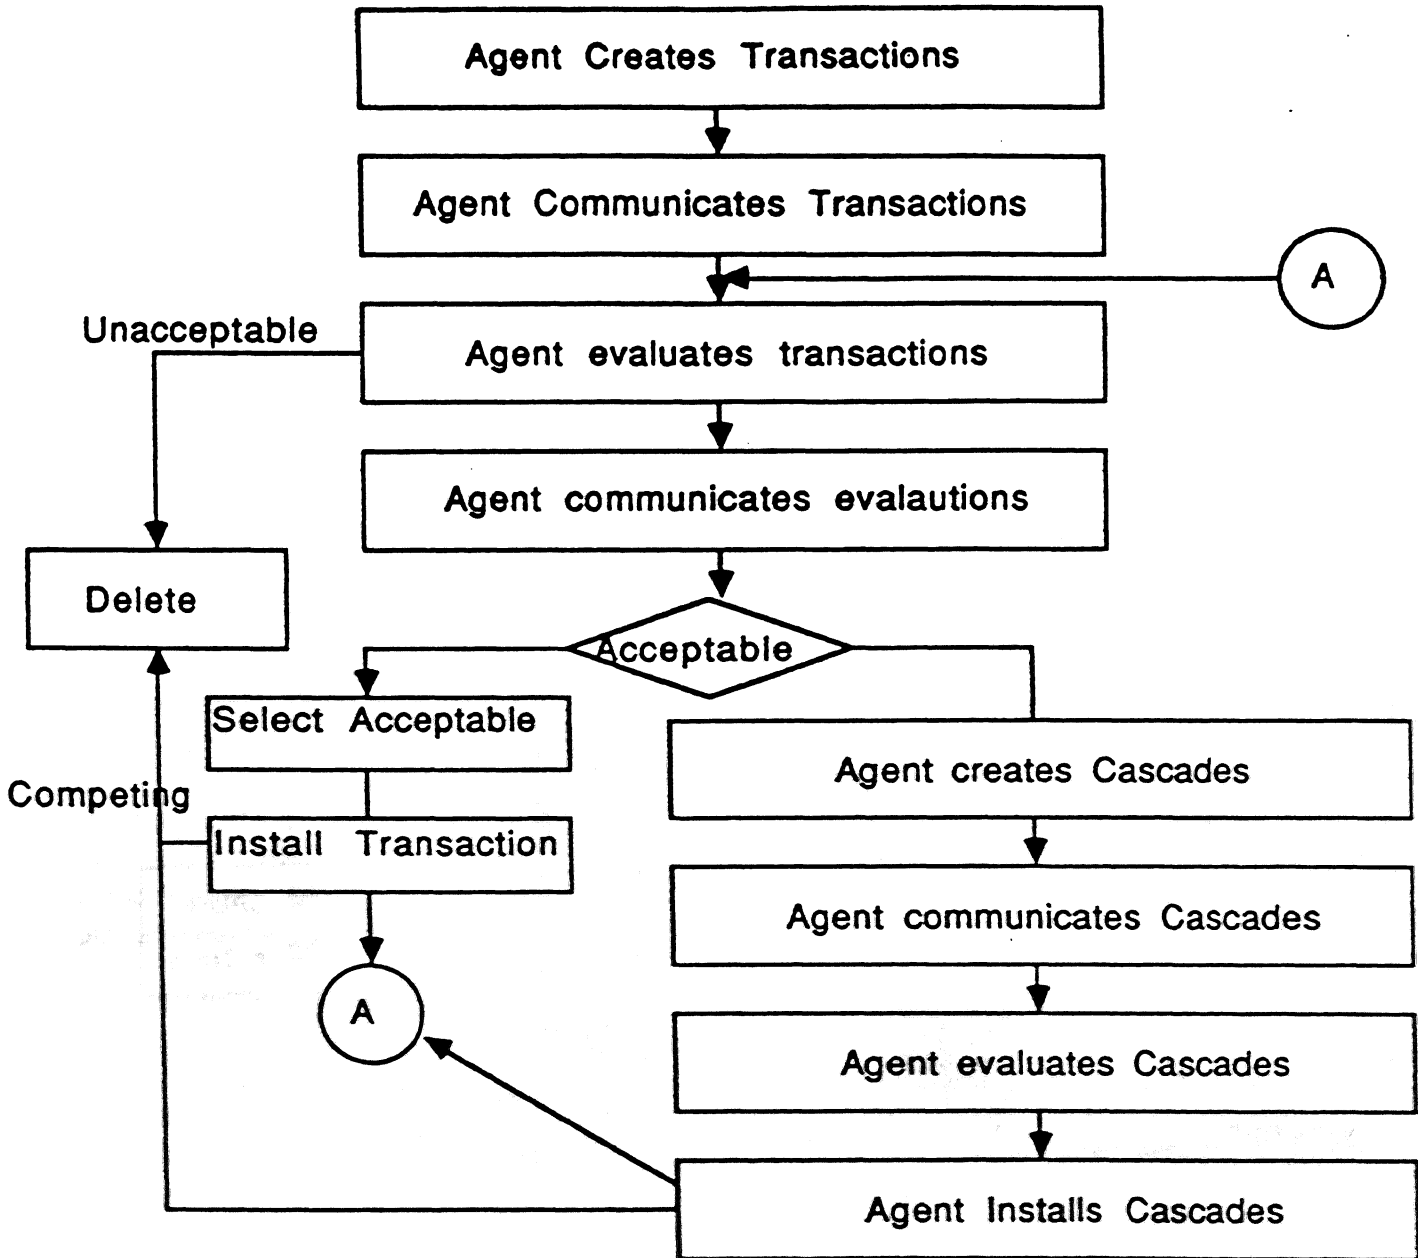 Agent Creates Transactions
Agent Communicates Transactions
A
Unacceptable
Agent evaluates transactions
Agent communicates evalautions
Delete
Acceptable
Select Acceptable
Agent creates Cascades
Competing
Install Transaction
Agent communicates Cascades
A
Agent evaluates Cascades
Agent Installs Cascades